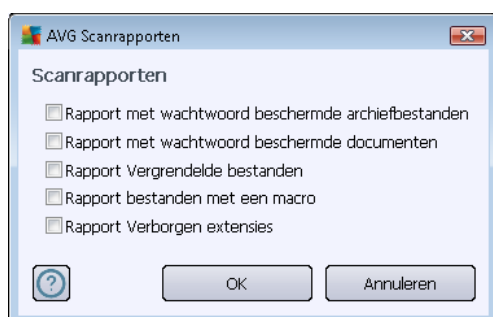 AVG Scanrapporten
Scanrapporten
Rapport met wachtwoord beschermde archiefbestanden
Rapport met wachtwoord beschermde documenten
Rapport Vergrendelde bestanden
Rapport bestanden met een macro
Rapport Verborgen extensies
? OK Annuleren